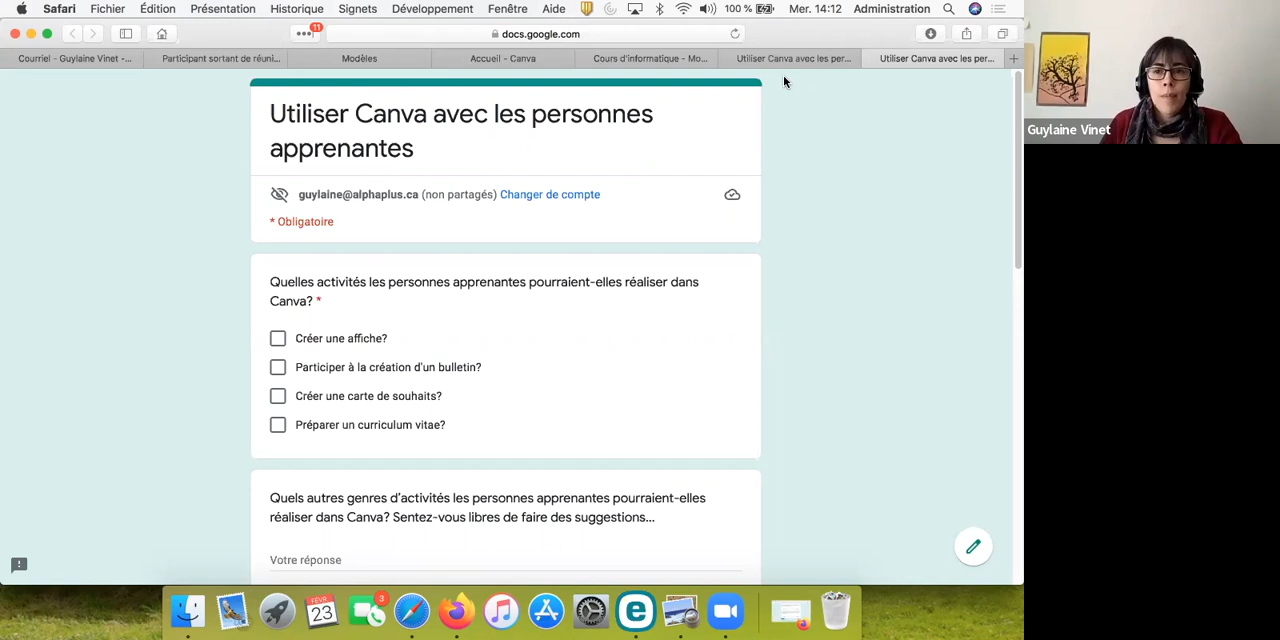 Safari Fichier Édition Présentation Historique Signets Développement Fenêtre Aide 100 % Mer. 14:12 Administration
11
docs.google.com
Courriel - Guylaine Vinet -... Participant sortant de réuni... Modèles Accueil - Canva Cours d'informatique - Mo... Utiliser Canva avec les per... Utiliser Canva avec les per...
Utiliser Canva avec les personnes
apprenantes
guylaine@alphaplus.ca (non partagés) Changer de compte
* Obligatoire
Quelles activités les personnes apprenantes pourraient-elles réaliser dans
Canva? *
Créer une affiche?
Participer à la création d'un bulletin?
Créer une carte de souhaits?
Préparer un curriculum vitae?
Quels autres genres d'activités les personnes apprenantes pourraient-elles
réaliser dans Canva? Sentez-vous libres de faire des suggestions...
Votre réponse
Guylaine Vinet
FÉVR.
23
3